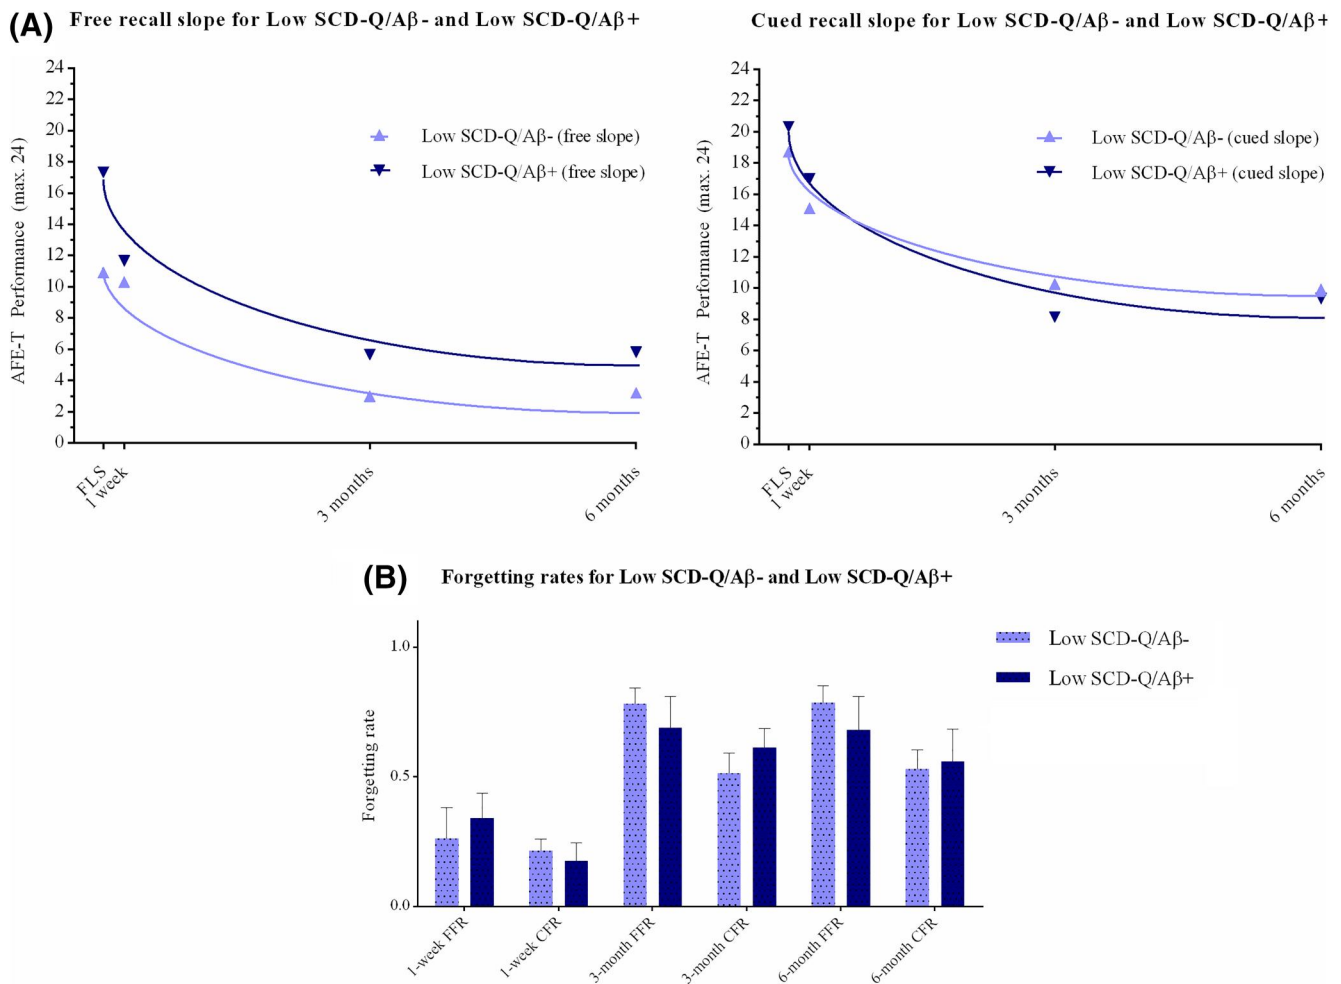 (A)
Free recall slope for Low SCD-Q/Aβ- and Low SCD-Q/Aβ+
AFE-T Performance (max. 24)
24
22
20
18
16
14
12
10
8
6
4
2
0
Low SCD-Q/Aβ- (free slope)
Low SCD-Q/Aβ+ (free slope)
FLS
1 week
3 months
6 months
Cued recall slope for Low SCD-Q/Aβ- and Low SCD-Q/Aβ+
AFE-T Performance (max. 24)
24
22
20
18
16
14
12
10
8
6
4
2
0
Low SCD-Q/Aβ- (cued slope)
Low SCD-Q/Aβ+ (cued slope)
FLS
1 week
3 months
6 months
(B)
Forgetting rates for Low SCD-Q/Aβ- and Low SCD-Q/Aβ+
Forgetting rate
1.0
0.5
0.0
Low SCD-Q/Aβ-
Low SCD-Q/Aβ+
1-week FFR
1-week CFR
3-month FFR
3-month CFR
6-month FFR
6-month CFR